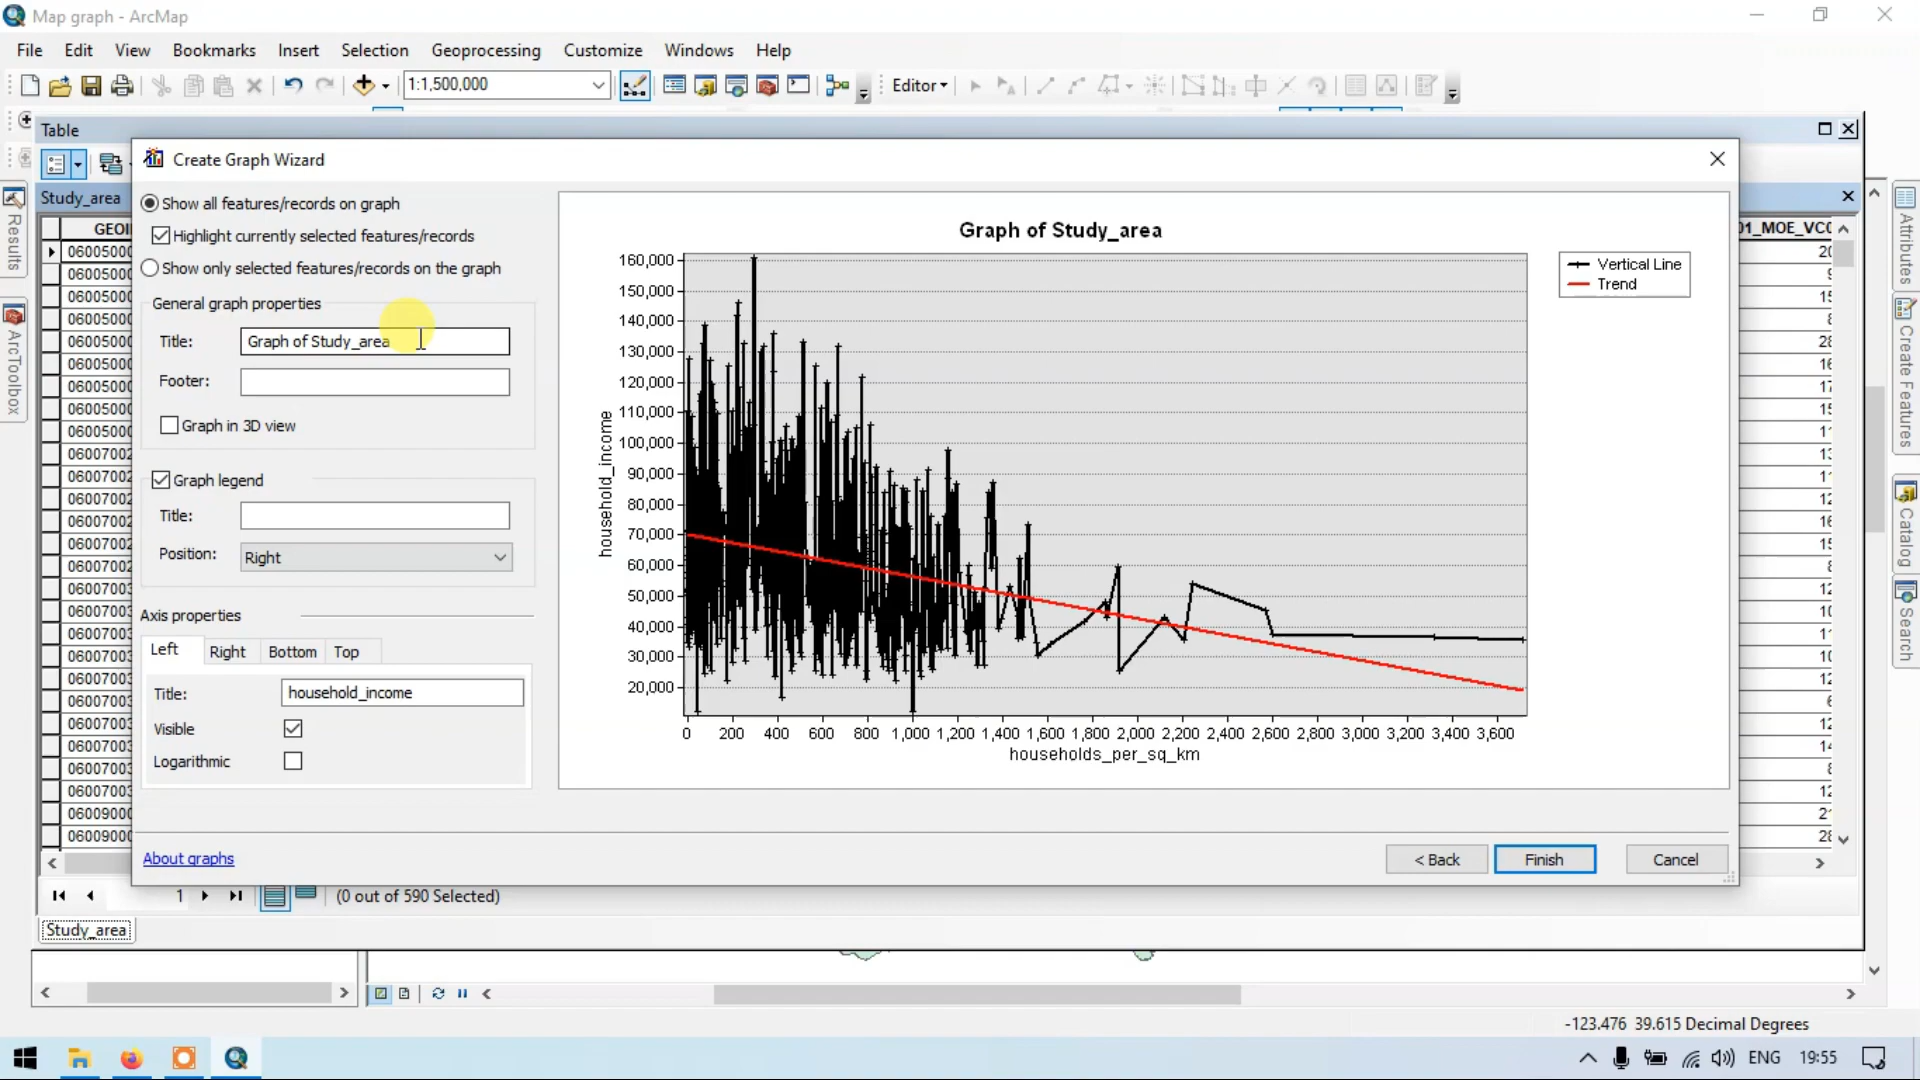 Map graph - ArcMap
File Edit View Bookmarks Insert Selection Geoprocessing Customize Windows Help
1:1,500,000 Editor
Table
Create Graph Wizard
Study_area
Results
ArcToolbox
Attributes
Create Features
Catalog
Search
Show all features/records on graph
Highlight currently selected features/records
Show only selected features/records on the graph
General graph properties
Title: Graph of Study_area
Footer:
Graph in 3D view
Graph legend
Title:
Position: Right
Axis properties
Left Right Bottom Top
Title: household_income
Visible
Logarithmic
Graph of Study_area
Vertical Line
Trend
household_income
160,000
150,000
140,000
130,000
120,000
110,000
100,000
90,000
80,000
70,000
60,000
50,000
40,000
30,000
20,000
0 200 400 600 800 1,000 1,200 1,400 1,600 1,800 2,000 2,200 2,400 2,600 2,800 3,000 3,200 3,400 3,600
households_per_sq_km
About graphs
< Back Finish Cancel
1 (0 out of 590 Selected)
Study_area
-123.476 39.615 Decimal Degrees
ENG 19:55